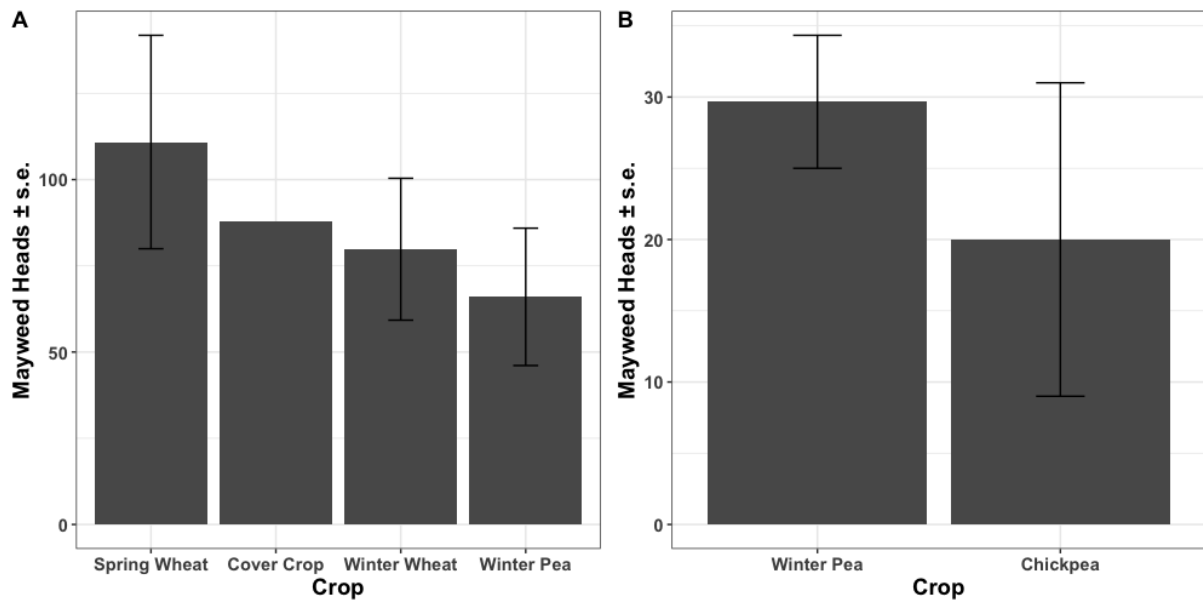 A
Mayweed Heads ± s.e.
100
50
0
Spring Wheat Cover Crop Winter Wheat Winter Pea
Crop
B
Mayweed Heads ± s.e.
30
20
10
0
Winter Pea Chickpea
Crop